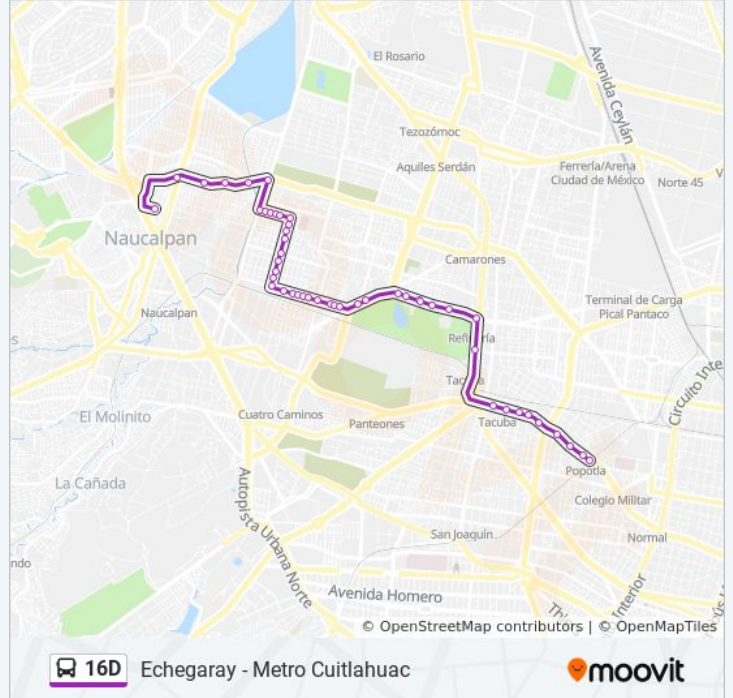 El Rosario
Avenida Ceylán
Tezozómoc
Aquiles Serdán
Ferrería/Arena
Ciudad de México
Norte 45
V
Naucalpan
Camarones
Terminal de Carga
Pical Pantaco
Naucalpan
s
Circuito Inte
El Molinito
Cuatro Caminos
Panteones
Tacuba
Popotla
La Cañada
Colegio Militar
Autopista Urbana Norte
San Joaquín
Normal
ndo
Avenida Homero
Interior
© OpenStreetMap contributors | © OpenMapTiles
16D
Echegaray - Metro Cuitlahuac
moovit